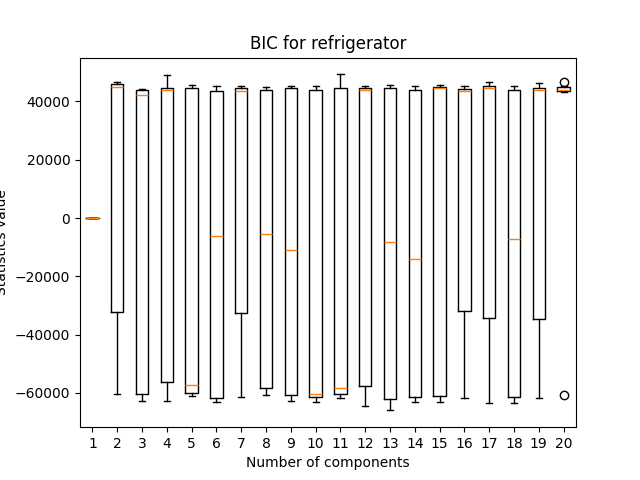 BIC for refrigerator
40000
20000
0
−20000
−40000
−60000
Statistics value
1 2 3 4 5 6 7 8 9 10 11 12 13 14 15 16 17 18 19 20
Number of components